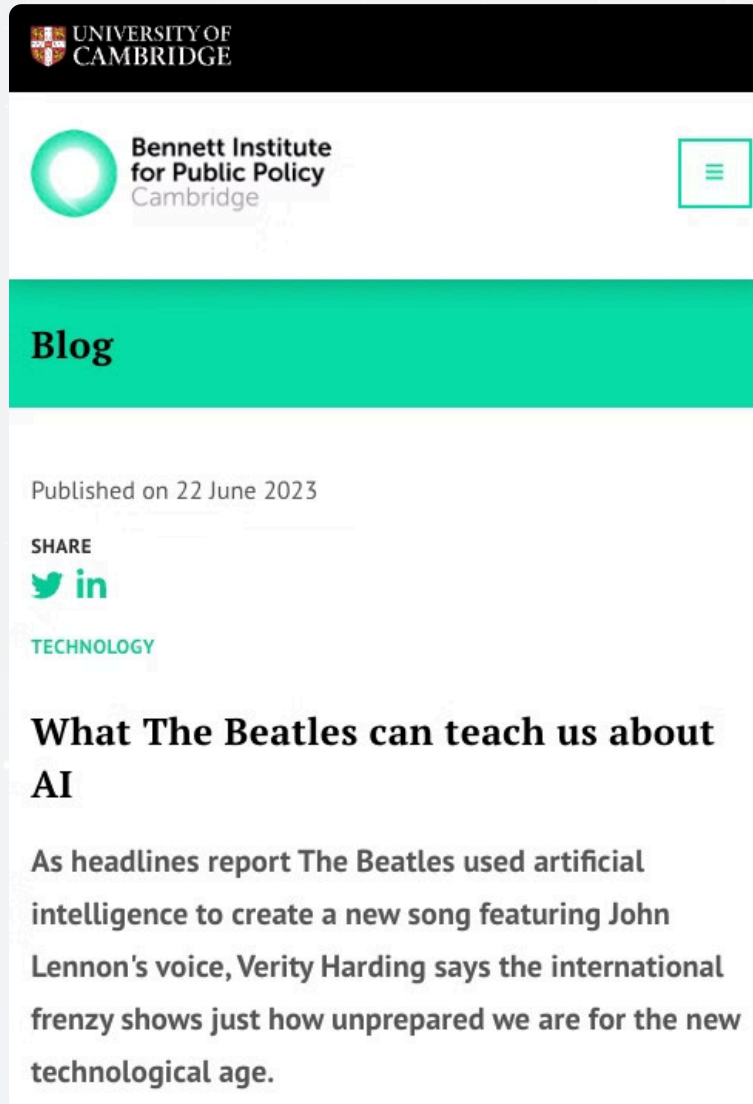 UNIVERSITY OF
CAMBRIDGE
Bennett Institute
for Public Policy
Cambridge
Blog
Published on 22 June 2023
SHARE
TECHNOLOGY
What The Beatles can teach us about
AI
As headlines report The Beatles used artificial
intelligence to create a new song featuring John
Lennon's voice, Verity Harding says the international
frenzy shows just how unprepared we are for the new
technological age.